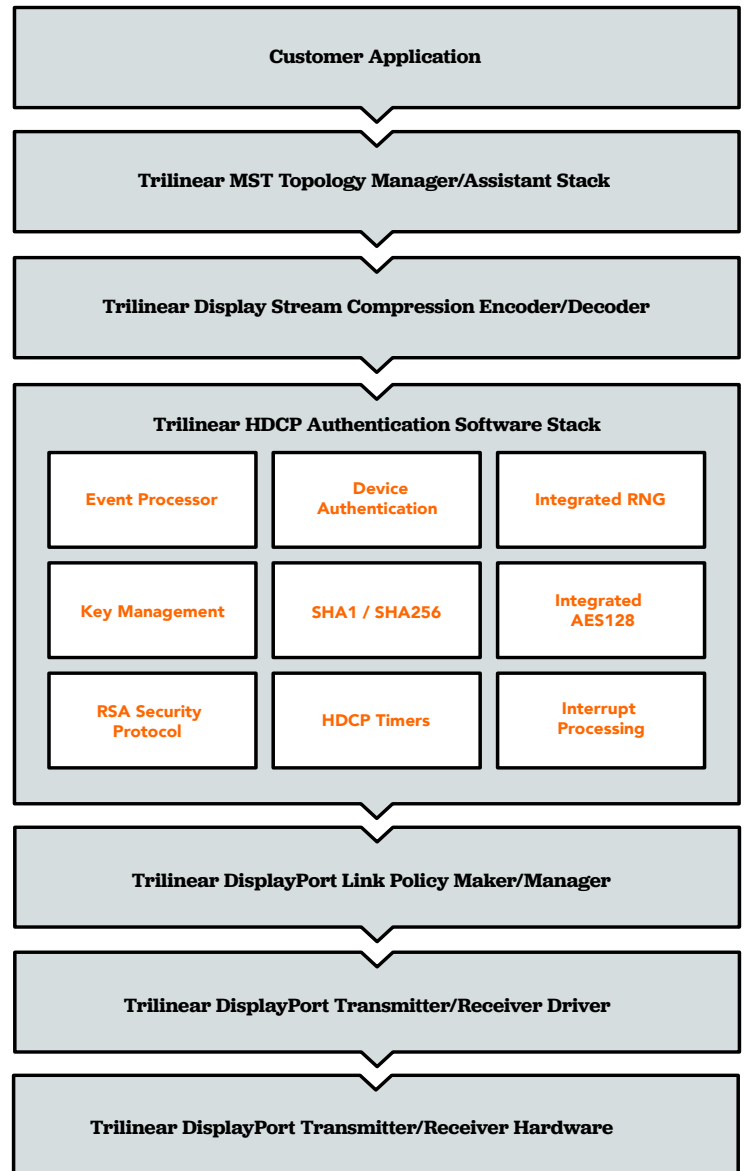 Customer Application
Trilinear MST Topology Manager/Assistant Stack
Trilinear Display Stream Compression Encoder/Decoder
Trilinear HDCP Authentication Software Stack
Event Processor
Device
Authentication
Integrated RNG
Key Management
SHA1 / SHA256
Integrated
AES128
RSA Security
Protocol
HDCP Timers
Interrupt
Processing
Trilinear DisplayPort Link Policy Maker/Manager
Trilinear DisplayPort Transmitter/Receiver Driver
Trilinear DisplayPort Transmitter/Receiver Hardware